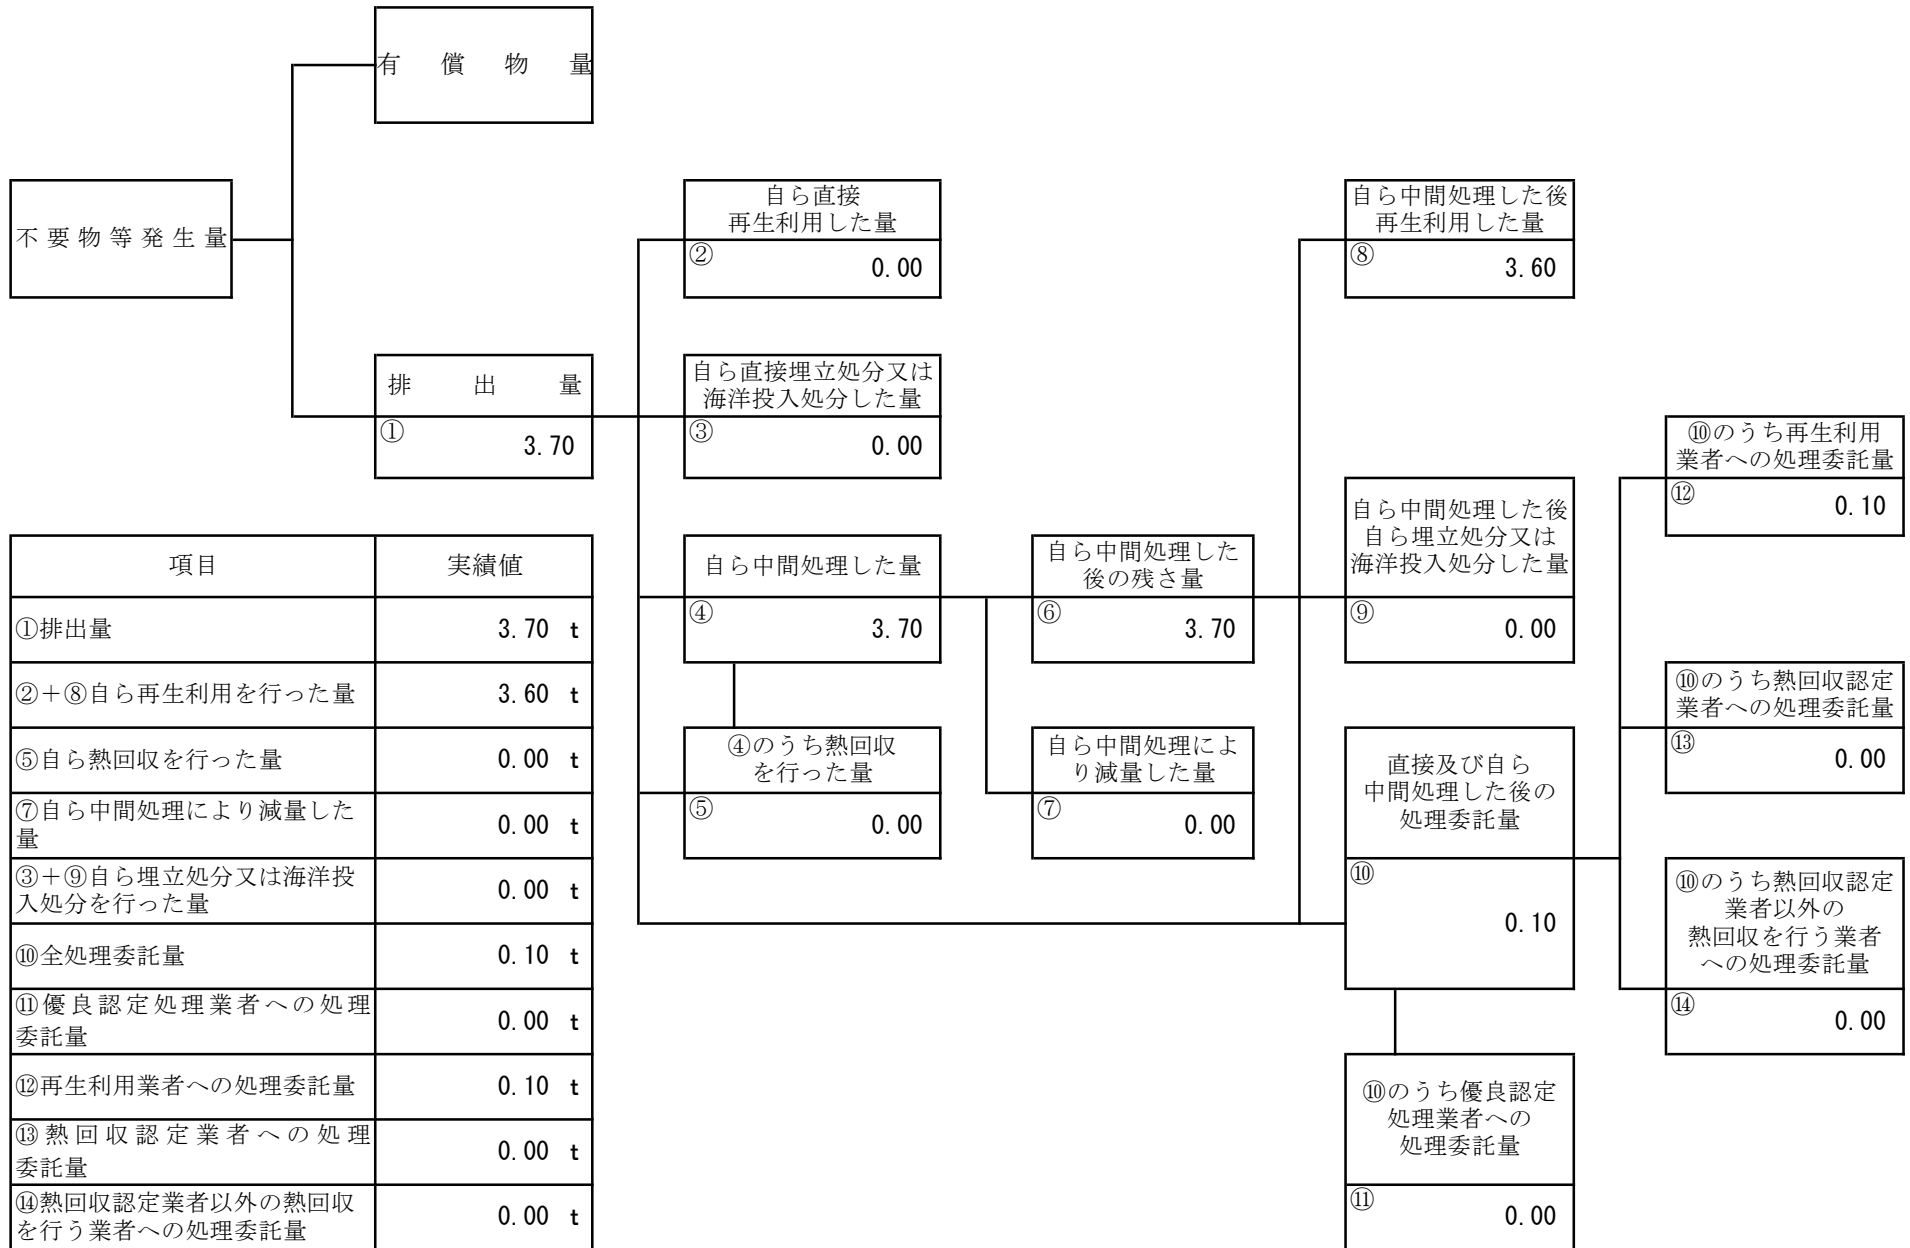 有償物量
不要物等発生量
自ら直接
再生利用した量
②
0.00
自ら中間処理した後
再生利用した量
⑧
3.60
排出量
①
3.70
自ら直接埋立処分又は
海洋投入処分した量
③
0.00
⑩のうち再生利用
業者への処理委託量
⑫
0.10
自ら中間処理した量
④
3.70
自ら中間処理した
後の残さ量
⑥
3.70
自ら中間処理した後
自ら埋立処分又は
海洋投入処分した量
⑨
0.00
④のうち熱回収
を行った量
⑤
0.00
自ら中間処理によ
り減量した量
⑦
0.00
直接及び自ら
中間処理した後の
処理委託量
⑩
0.10
⑩のうち熱回収認定
業者への処理委託量
⑬
0.00
⑩のうち熱回収認定
業者以外の
熱回収を行う業者
への処理委託量
⑭
0.00
⑩のうち優良認定
処理業者への
処理委託量
⑪
0.00
項目 実績値
①排出量 3.70 t
②＋⑧自ら再生利用を行った量 3.60 t
⑤自ら熱回収を行った量 0.00 t
⑦自ら中間処理により減量した
量 0.00 t
③＋⑨自ら埋立処分又は海洋投
入処分を行った量 0.00 t
⑩全処理委託量 0.10 t
⑪優良認定処理業者への処理
委託量 0.00 t
⑫再生利用業者への処理委託量 0.10 t
⑬熱回収認定業者への処理
委託量 0.00 t
⑭熱回収認定業者以外の熱回収
を行う業者への処理委託量 0.00 t